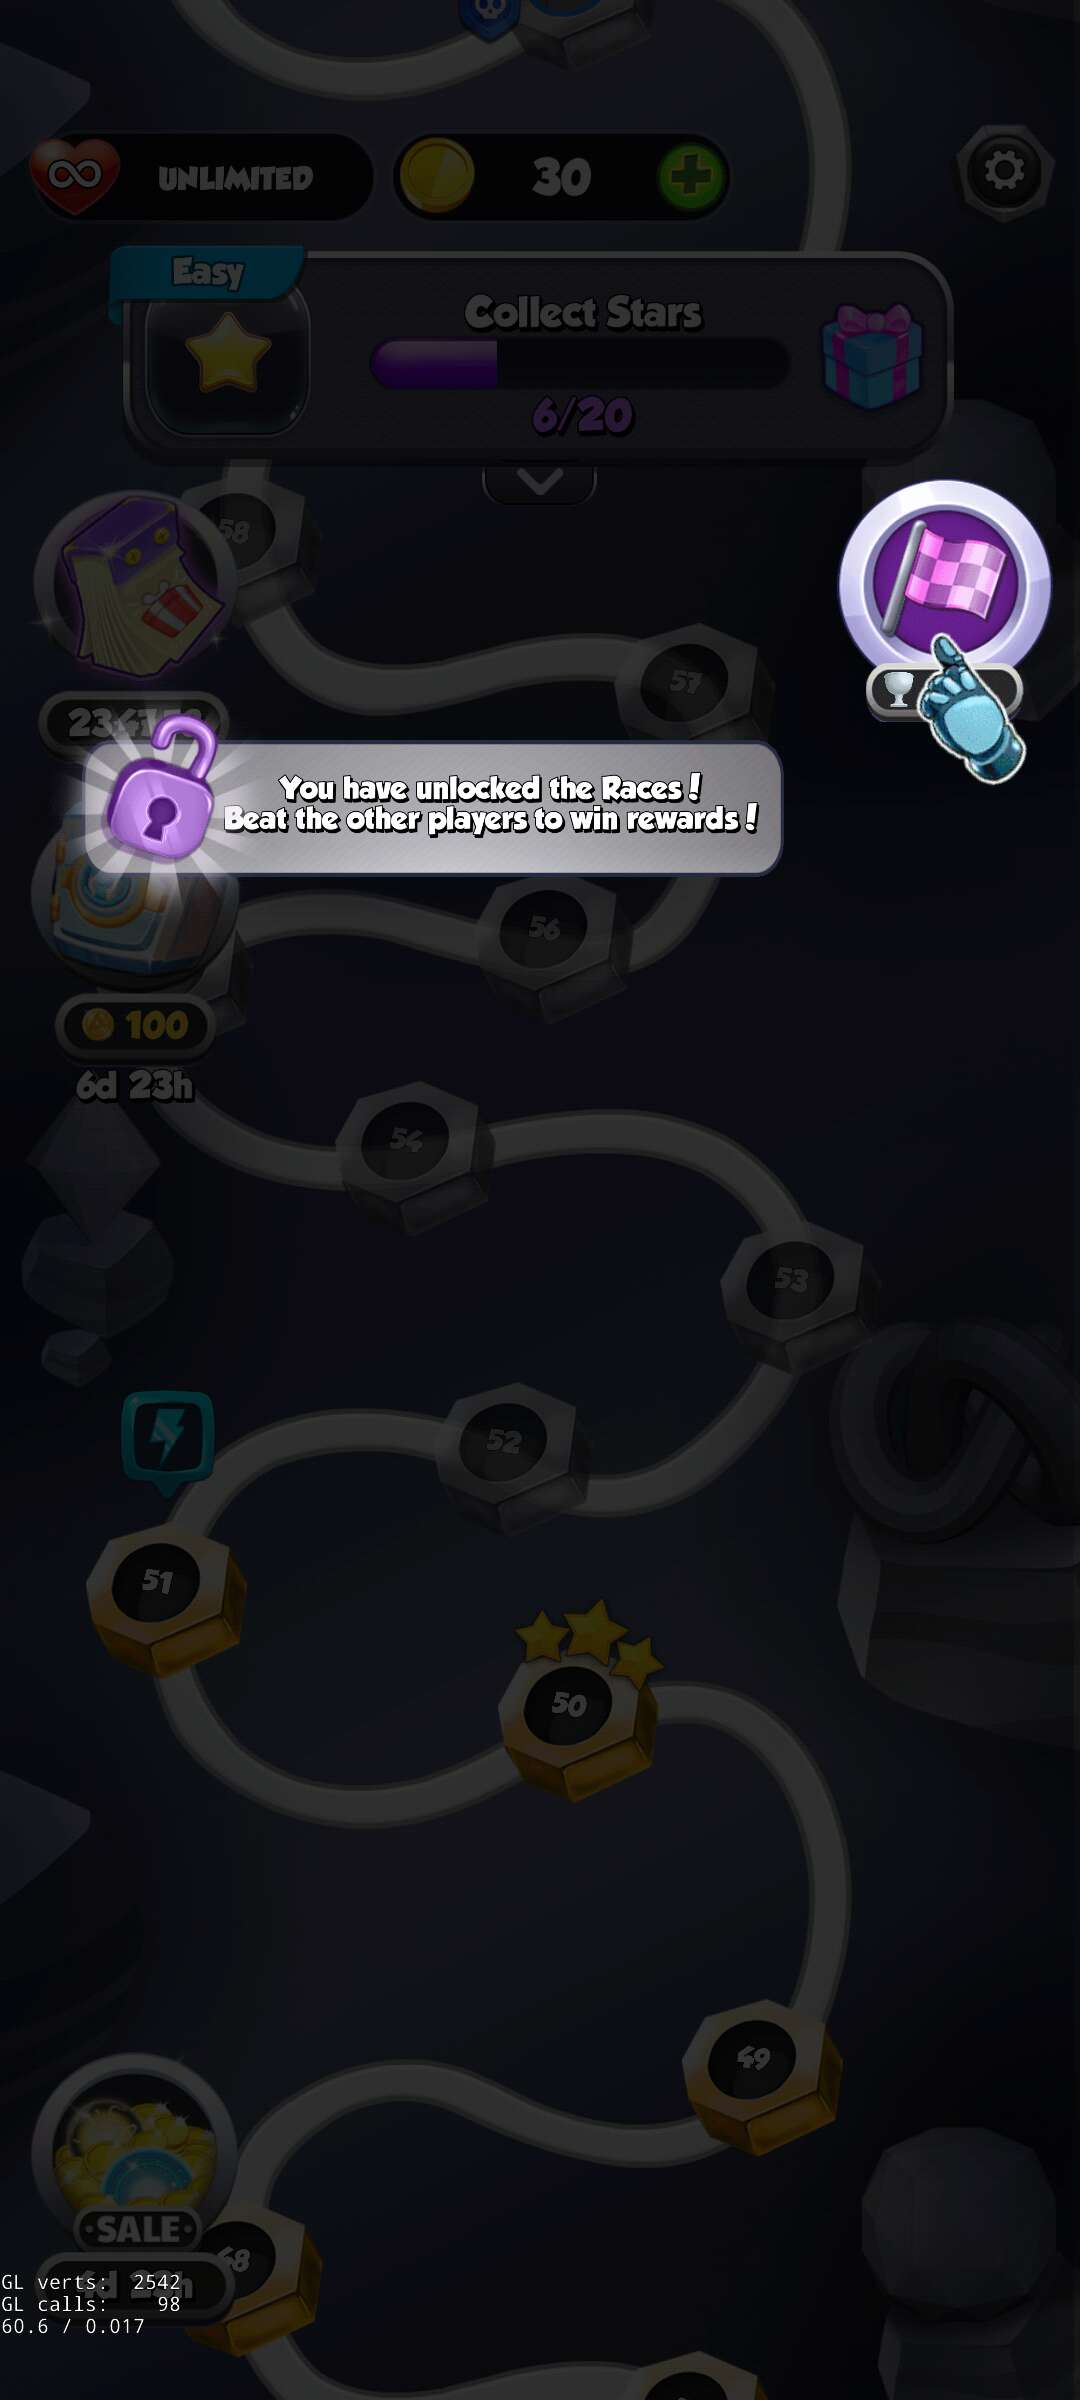 UNLIMITED
30
Easy
Collect Stars
6/20
58
57
You have unlocked the Races!
Beat the other players to win rewards!
56
100
6d 23h
54
53
52
51
50
49
SALE
48
GL verts: 2542
GL calls: 98
60.6 / 0.017